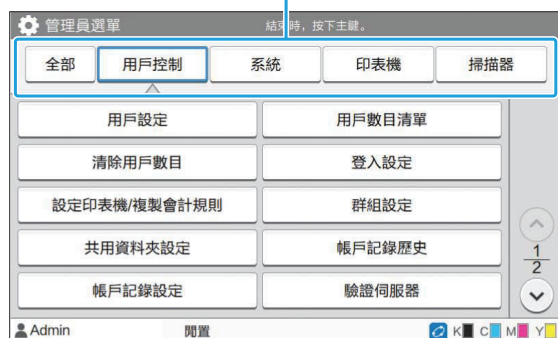 管理員選單 結束時，按下主鍵。
全部 用戶控制 系統 印表機 掃描器
用戶設定 用戶數目清單
清除用戶數目 登入設定
設定印表機/複製會計規則 群組設定
共用資料夾設定 帳戶記錄歷史
帳戶記錄設定 驗證伺服器
1
2
Admin 閒置 K C M Y